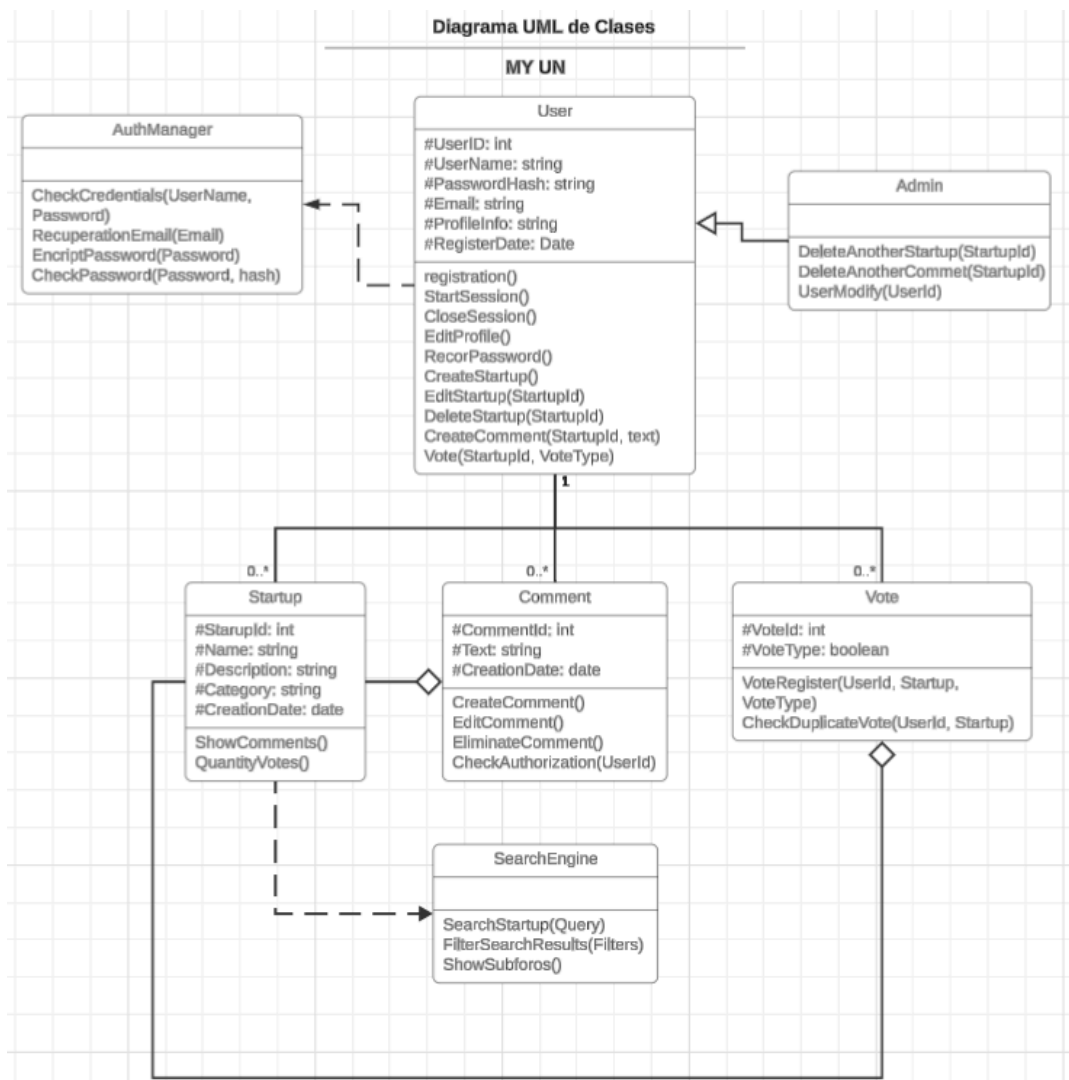 Diagrama UML de Clases
MY UN
AuthManager
CheckCredentials(UserName,
Password)
RecuperationEmail(Email)
EncriptPassword(Password)
CheckPassword(Password, hash)
User
#UserID: int
#UserName: string
#PasswordHash: string
#Email: string
#ProfileInfo: string
#RegisterDate: Date
registration()
StartSession()
CloseSession()
EditProfile()
RecorPassword()
CreateStartup()
EditStartup(StartupId)
DeleteStartup(StartupId)
CreateComment(StartupId, text)
Vote(StartupId, VoteType)
Admin
DeleteAnotherStartup(StartupId)
DeleteAnotherCommet(StartupId)
UserModify(UserId)
1
0..*
0..*
0..*
Startup
#StarupId: int
#Name: string
#Description: string
#Category: string
#CreationDate: date
ShowComments()
QuantityVotes()
Comment
#CommentId: int
#Text: string
#CreationDate: date
CreateComment()
EditComment()
EliminateComment()
CheckAuthorization(UserId)
Vote
#VoteId: int
#VoteType: boolean
VoteRegister(UserId, Startup,
VoteType)
CheckDuplicateVote(UserId, Startup)
SearchEngine
SearchStartup(Query)
FilterSearchResults(Filters)
ShowSubforos()